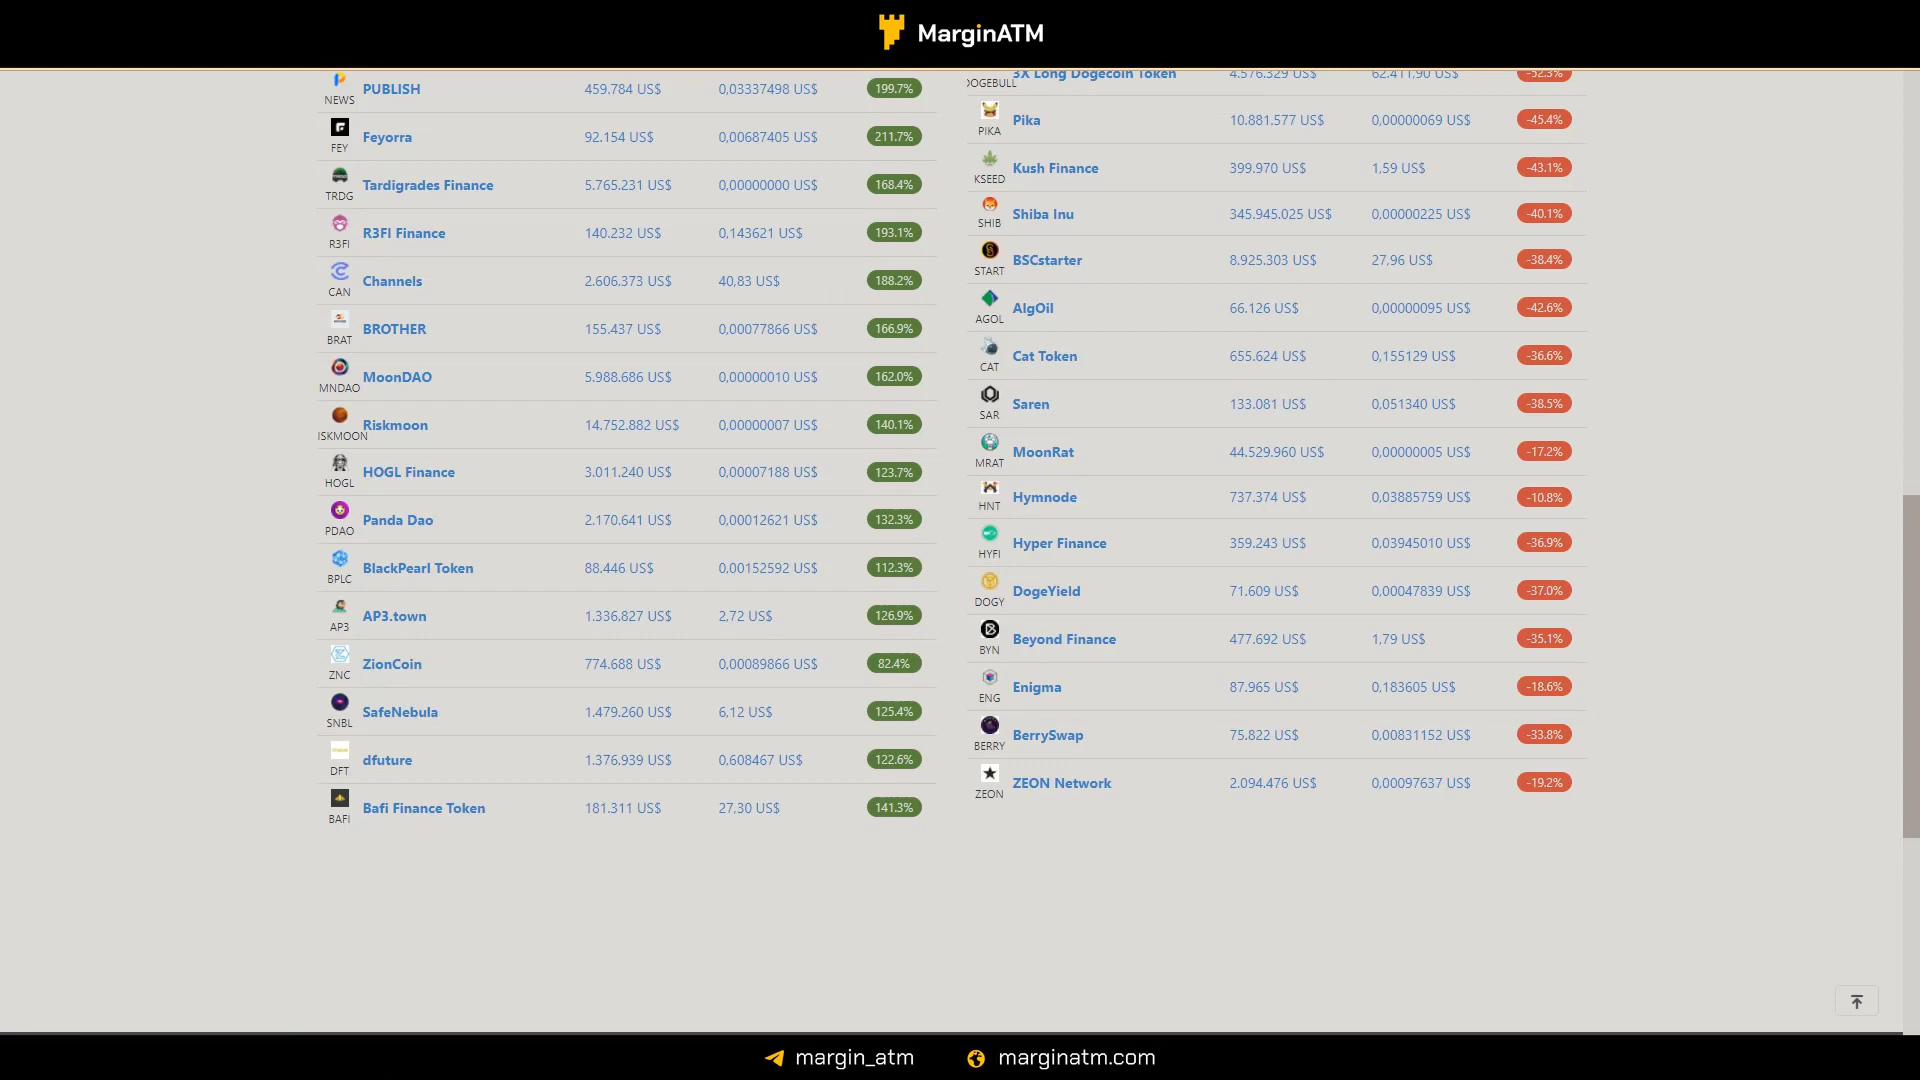 MarginATM
PUBLISH 459.784 US$ 0,03337498 US$ 199.7%
NEWS
Feyorra 92.154 US$ 0,00687405 US$ 211.7%
FEY
Tardigrades Finance 5.765.231 US$ 0,00000000 US$ 168.4%
TRDG
R3FI Finance 140.232 US$ 0,143621 US$ 193.1%
R3FI
Channels 2.606.373 US$ 40,83 US$ 188.2%
CAN
BROTHER 155.437 US$ 0,00077866 US$ 166.9%
BRAT
MoonDAO 5.988.686 US$ 0,00000010 US$ 162.0%
MNDAO
Riskmoon 14.752.882 US$ 0,00000007 US$ 140.1%
ISKMOON
HOGL Finance 3.011.240 US$ 0,00007188 US$ 123.7%
HOGL
Panda Dao 2.170.641 US$ 0,00012621 US$ 132.3%
PDAO
BlackPearl Token 88.446 US$ 0,00152592 US$ 112.3%
BPLC
AP3.town 1.336.827 US$ 2,72 US$ 126.9%
AP3
ZionCoin 774.688 US$ 0,00089866 US$ 82.4%
ZNC
SafeNebula 1.479.260 US$ 6,12 US$ 125.4%
SNBL
dfuture 1.376.939 US$ 0,608467 US$ 122.6%
DFT
Bafi Finance Token 181.311 US$ 27,30 US$ 141.3%
BAFI
3X Long Dogecoin Token 4.576.329 US$ 62.411,90 US$ -52.3%
DOGEBULL
Pika 10.881.577 US$ 0,00000069 US$ -45.4%
PIKA
Kush Finance 399.970 US$ 1,59 US$ -43.1%
KSEED
Shiba Inu 345.945.025 US$ 0,00000225 US$ -40.1%
SHIB
BSCstarter 8.925.303 US$ 27,96 US$ -38.4%
START
AlgOil 66.126 US$ 0,00000095 US$ -42.6%
AGOL
Cat Token 655.624 US$ 0,155129 US$ -36.6%
CAT
Saren 133.081 US$ 0,051340 US$ -38.5%
SAR
MoonRat 44.529.960 US$ 0,00000005 US$ -17.2%
MRAT
Hymnode 737.374 US$ 0,03885759 US$ -10.8%
HNT
Hyper Finance 359.243 US$ 0,03945010 US$ -36.9%
HYFI
DogeYield 71.609 US$ 0,00047839 US$ -37.0%
DOGY
Beyond Finance 477.692 US$ 1,79 US$ -35.1%
BYN
Enigma 87.965 US$ 0,183605 US$ -18.6%
ENG
BerrySwap 75.822 US$ 0,00831152 US$ -33.8%
BERRY
ZEON Network 2.094.476 US$ 0,00097637 US$ -19.2%
ZEON
margin_atm marginatm.com